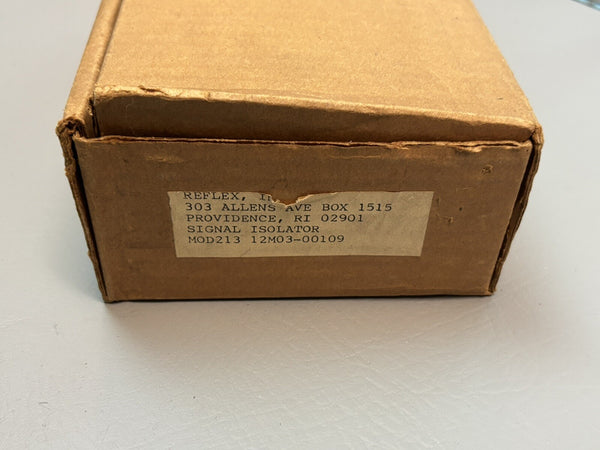 REFLEX,
303 ALLENS AVE BOX 1515
PROVIDENCE, RI 02901
SIGNAL ISOLATOR
MOD213 12M03-00109